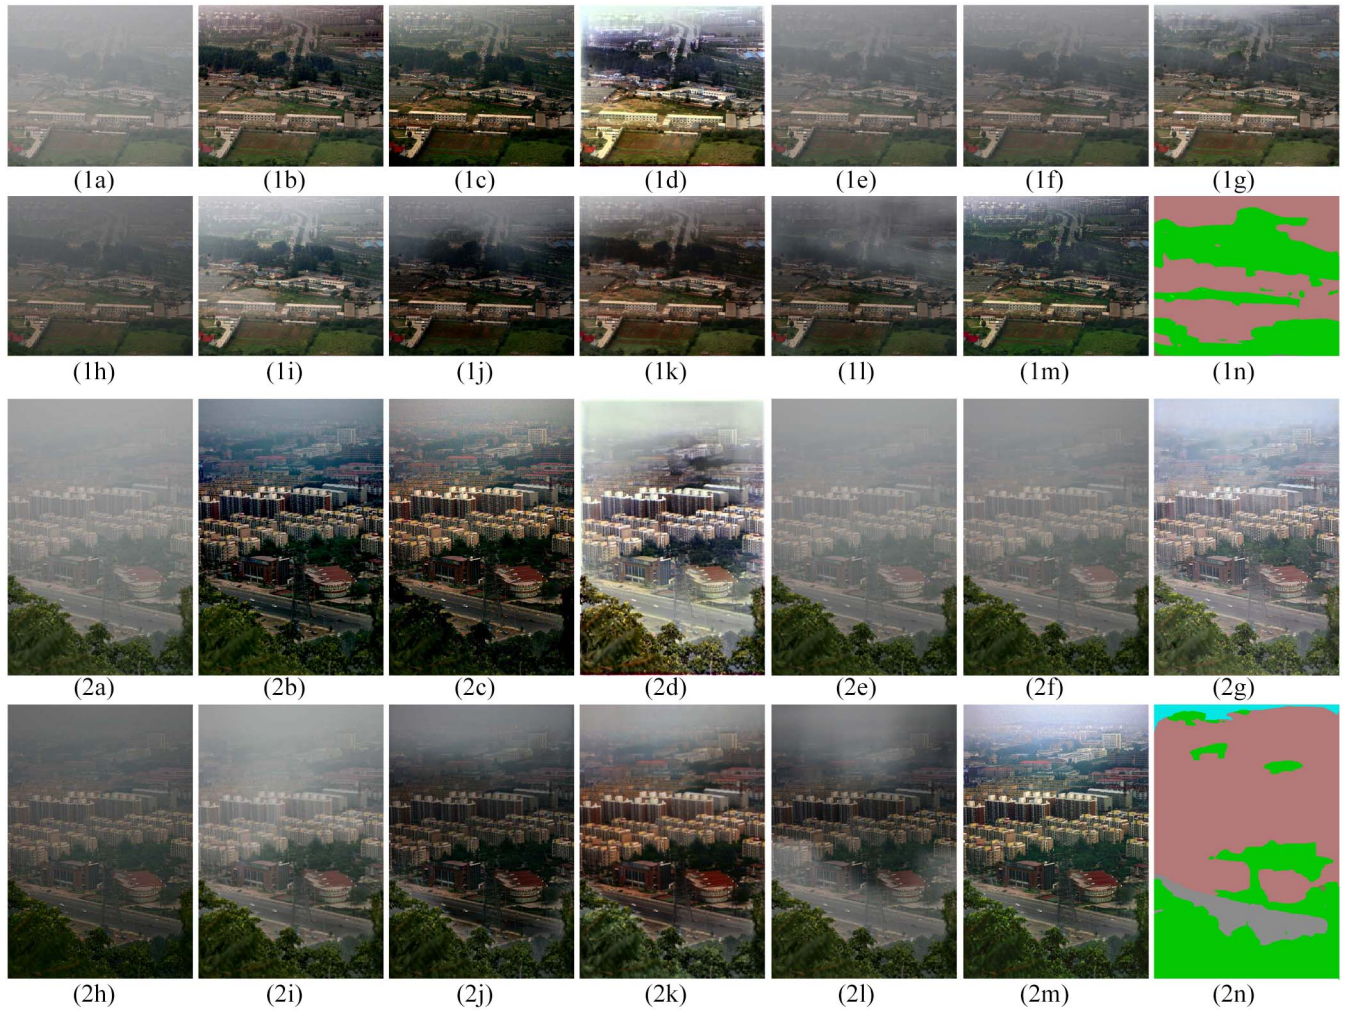 (1a) (1b) (1c) (1d) (1e) (1f) (1g)
(1h) (1i) (1j) (1k) (1l) (1m) (1n)
(2a) (2b) (2c) (2d) (2e) (2f) (2g)
(2h) (2i) (2j) (2k) (2l) (2m) (2n)